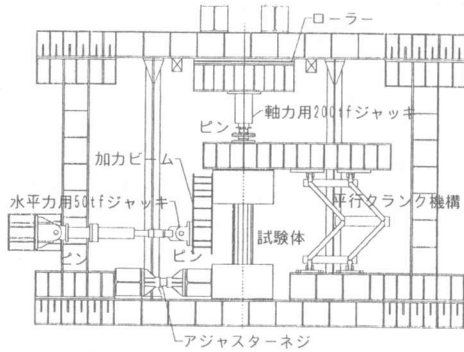 ローラー
軸力用200tfジャッキ
ピン
加力ビーム
水平力用50tfジャッキ
平行クランク機構
試験体
ピン
ピン
アジャスターネジ